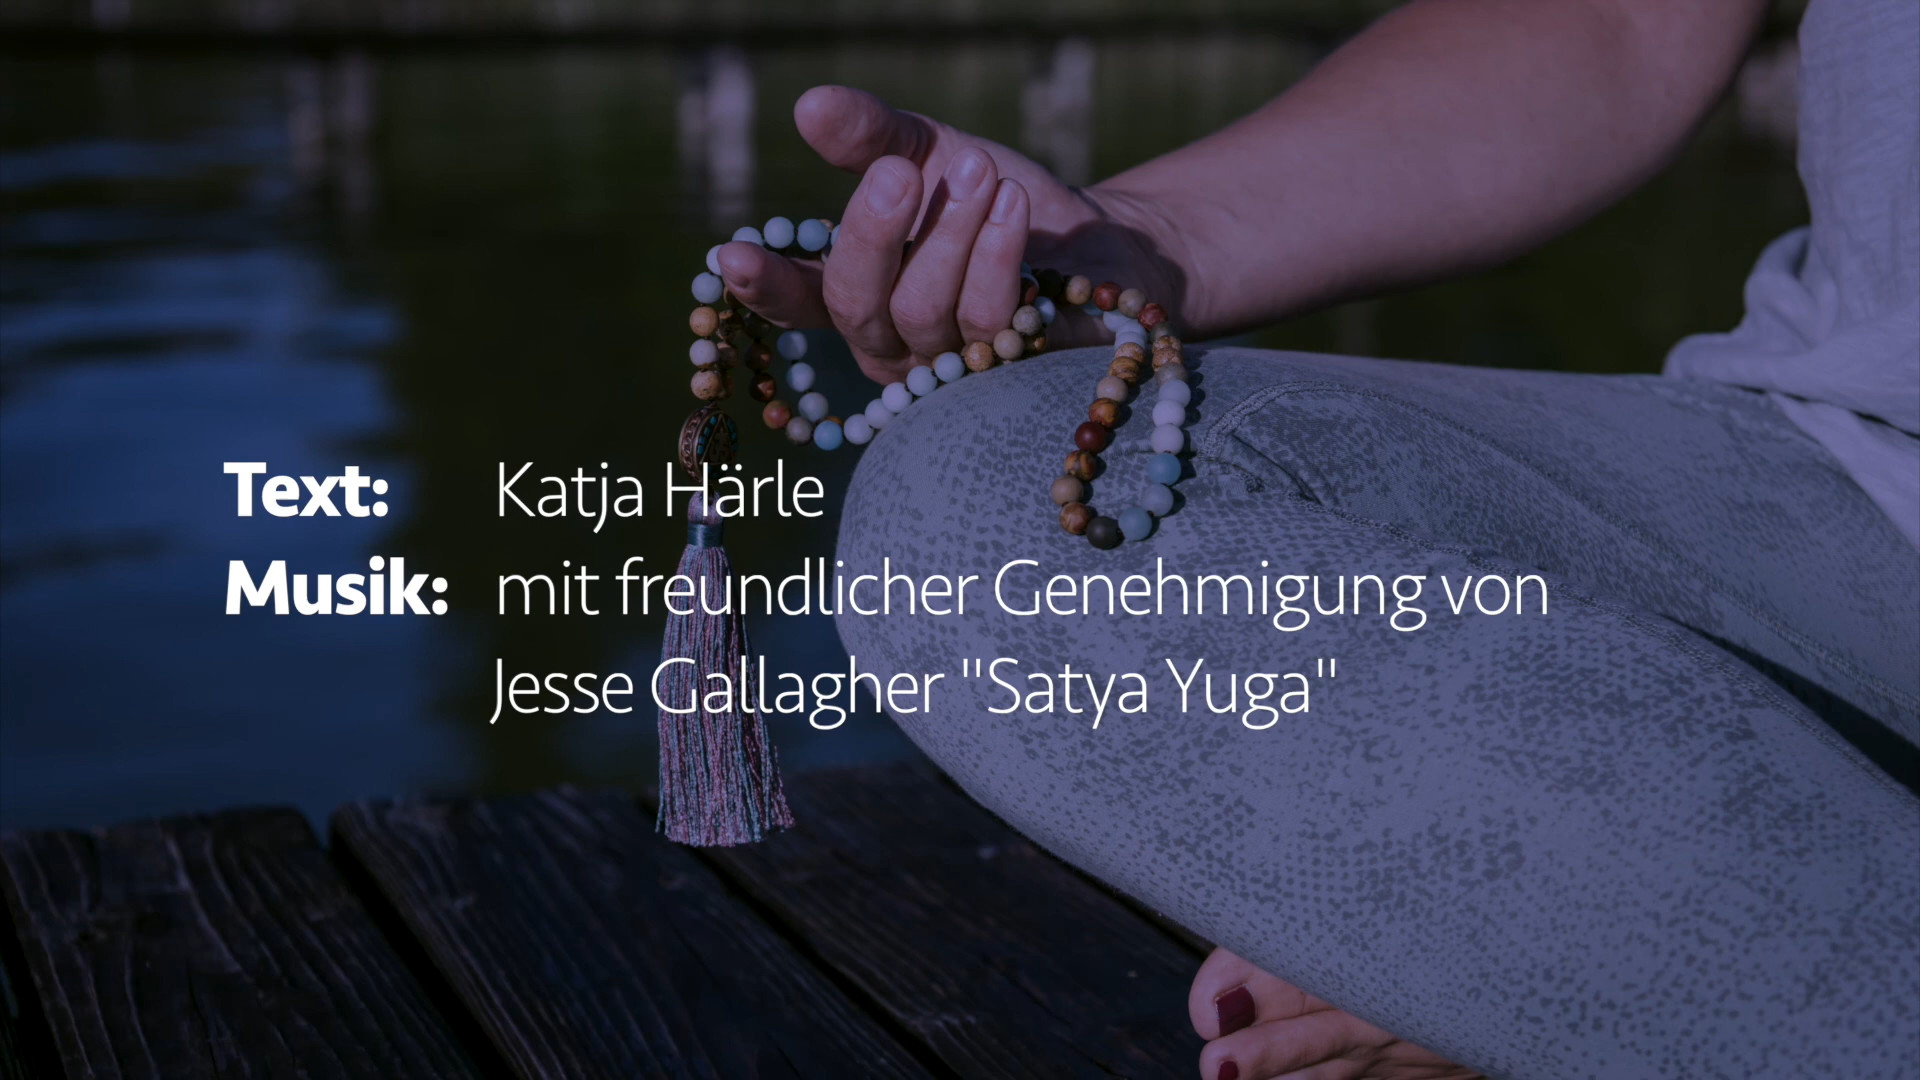 Text: Katja Härle
Musik: mit freundlicher Genehmigung von
Jesse Gallagher "Satya Yuga"